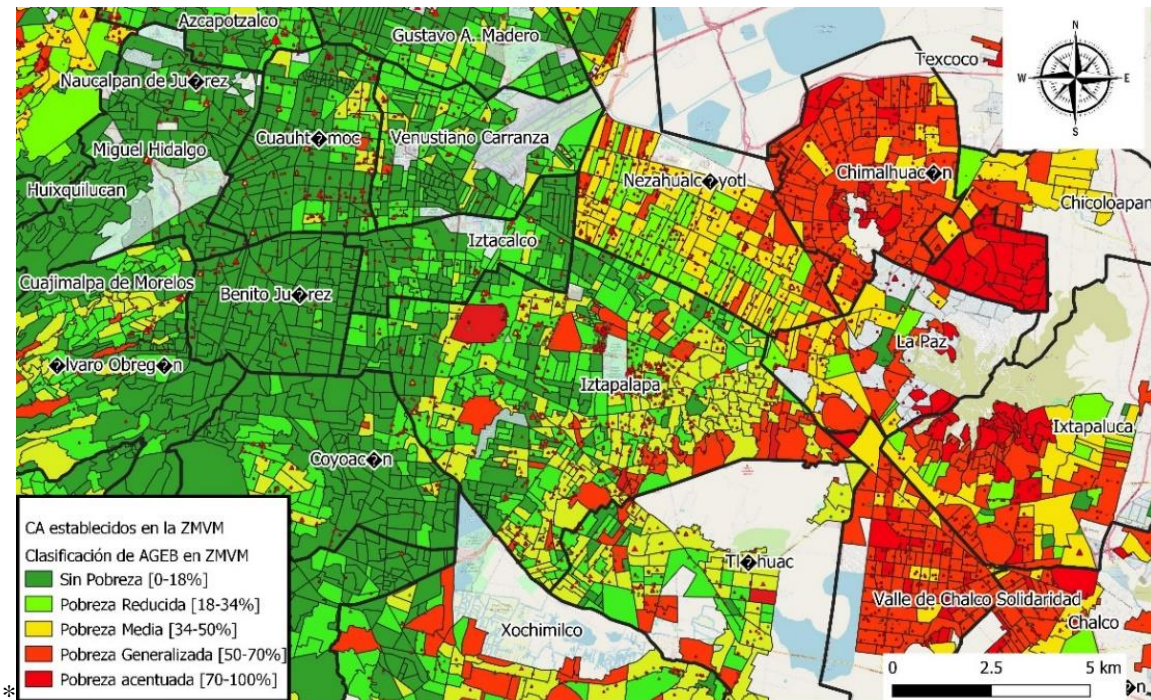 Azcapotzalco
Gustavo A. Madero
N
W
E
S
Texcoco
Naucalpan de Ju�rez
Cuauht�moc
Venustiano Carranza
Miguel Hidalgo
Nezahualc�yotl
Chimalhuac�n
Huixquilucan
Chicoloapan
Iztacalco
Cuajimalpa de Morelos
Benito Ju�rez
La Paz
�lvaro Obreg�n
Iztapalapa
Ixtapaluca
Coyoac�n
Tl�huac
Valle de Chalco Solidaridad
Chalco
Xochimilco
CA establecidos en la ZMVM
Clasificación de AGEB en ZMVM
Sin Pobreza [0-18%]
Pobreza Reducida [18-34%]
Pobreza Media [34-50%]
Pobreza Generalizada [50-70%]
Pobreza acentuada [70-100%]
0 2.5 5 km
�n,
*